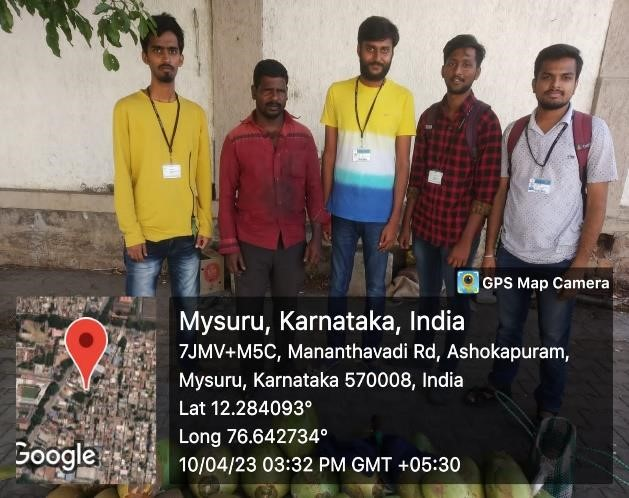 GPS Map Camera
Mysuru, Karnataka, India
7JMV+M5C, Mananthavadi Rd, Ashokapuram,
Mysuru, Karnataka 570008, India
Lat 12.284093°
Long 76.642734°
10/04/23 03:32 PM GMT +05:30
Google